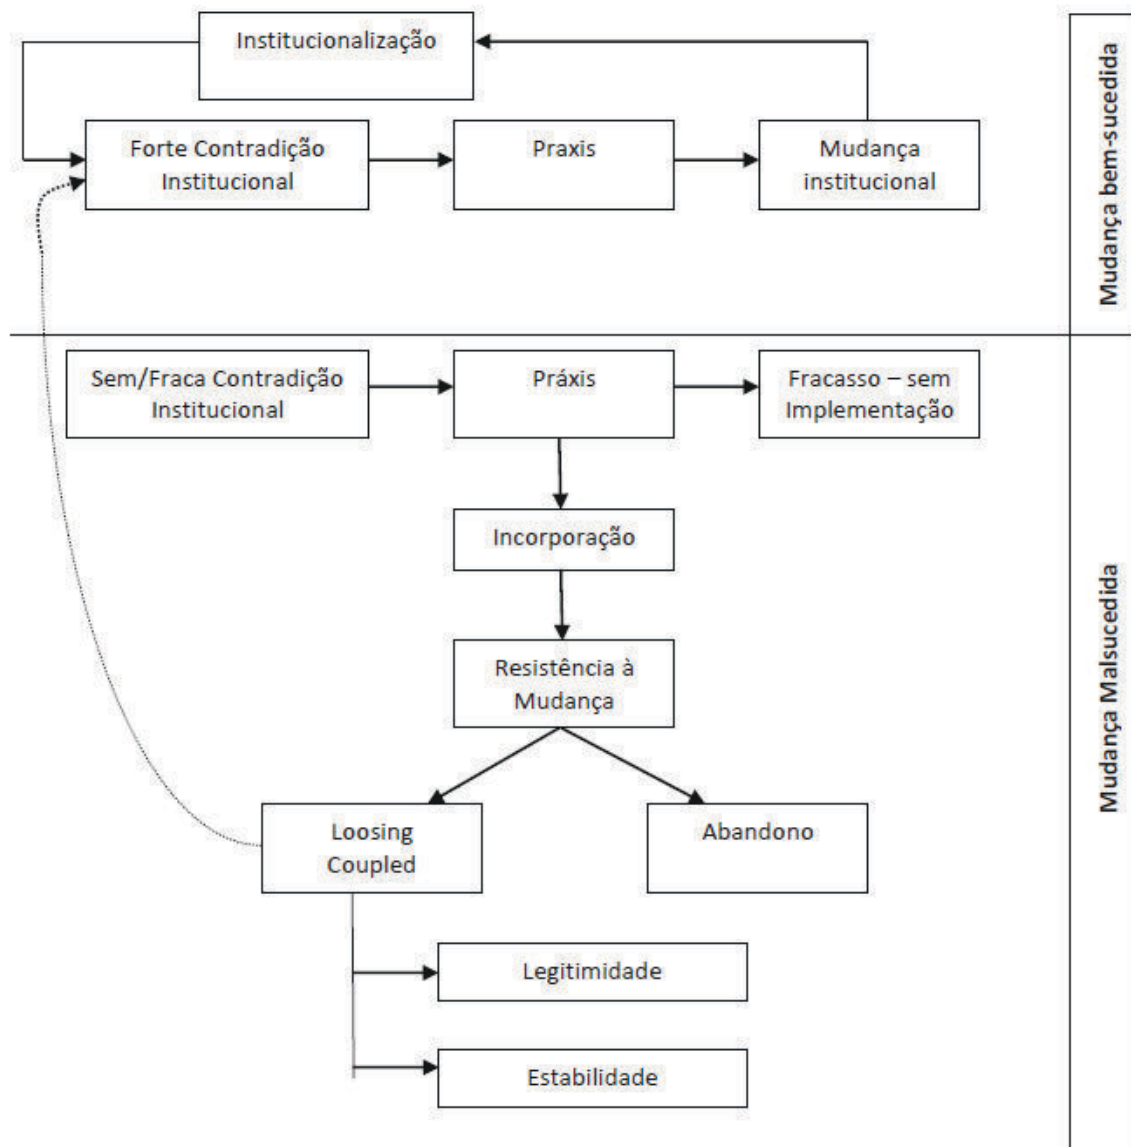 Institucionalização
Forte Contradição
Institucional
Praxis
Mudança
institucional
Mudança bem-sucedida
Sem/Fraca Contradição
Institucional
Práxis
Fracasso – sem
Implementação
Incorporação
Resistência à
Mudança
Loosing
Coupled
Abandono
Legitimidade
Estabilidade
Mudança Malsucedida